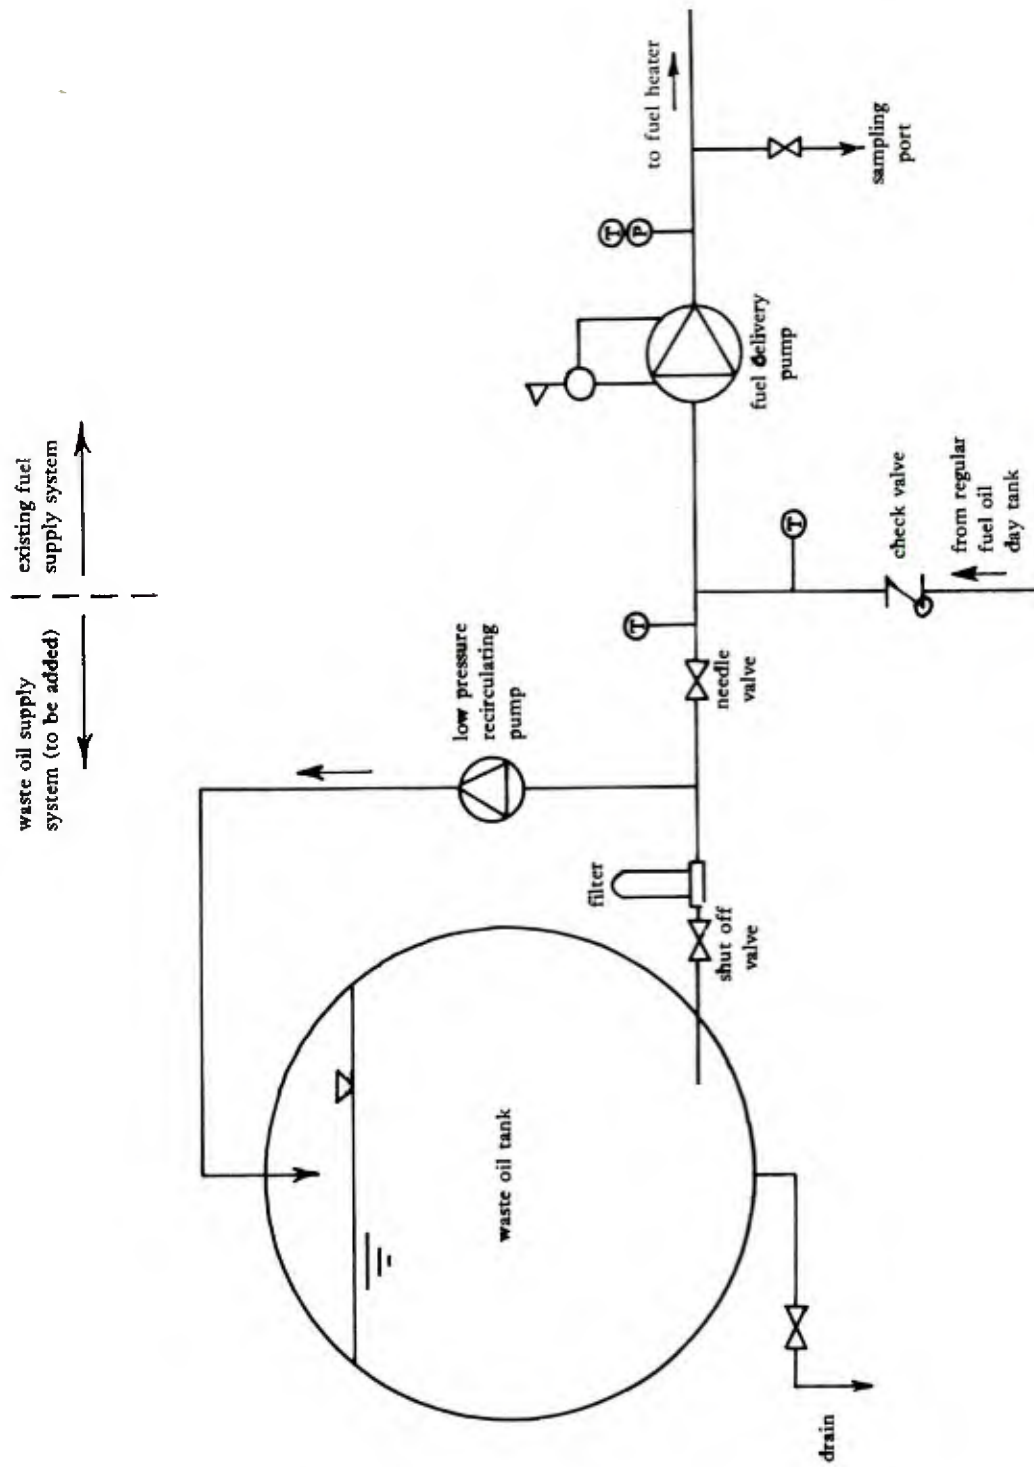 waste oil supply
system (to be added)
existing fuel
supply system
low pressure
recirculating
pump
to fuel heater
T
P
filter
T
fuel delivery
pump
waste oil tank
shut off
valve
needle
valve
T
sampling
port
check valve
from regular
fuel oil
day tank
drain